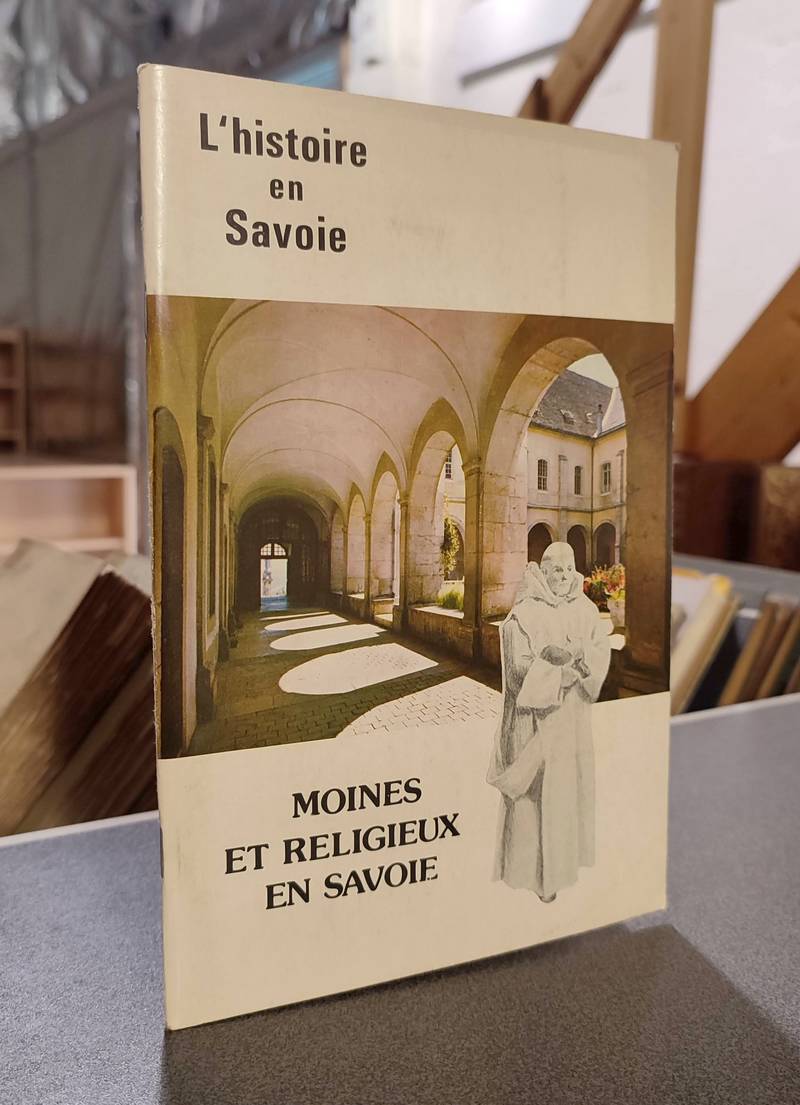 L'histoire
en
Savoie
MOINES
ET RELIGIEUX
EN SAVOIE